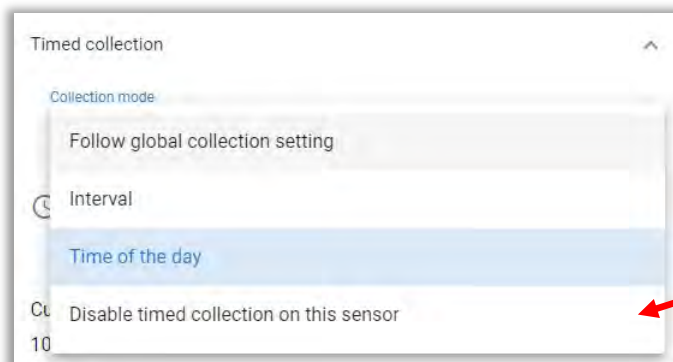 Timed collection
Collection mode
Follow global collection setting
Interval
Time of the day
Disable timed collection on this sensor
10